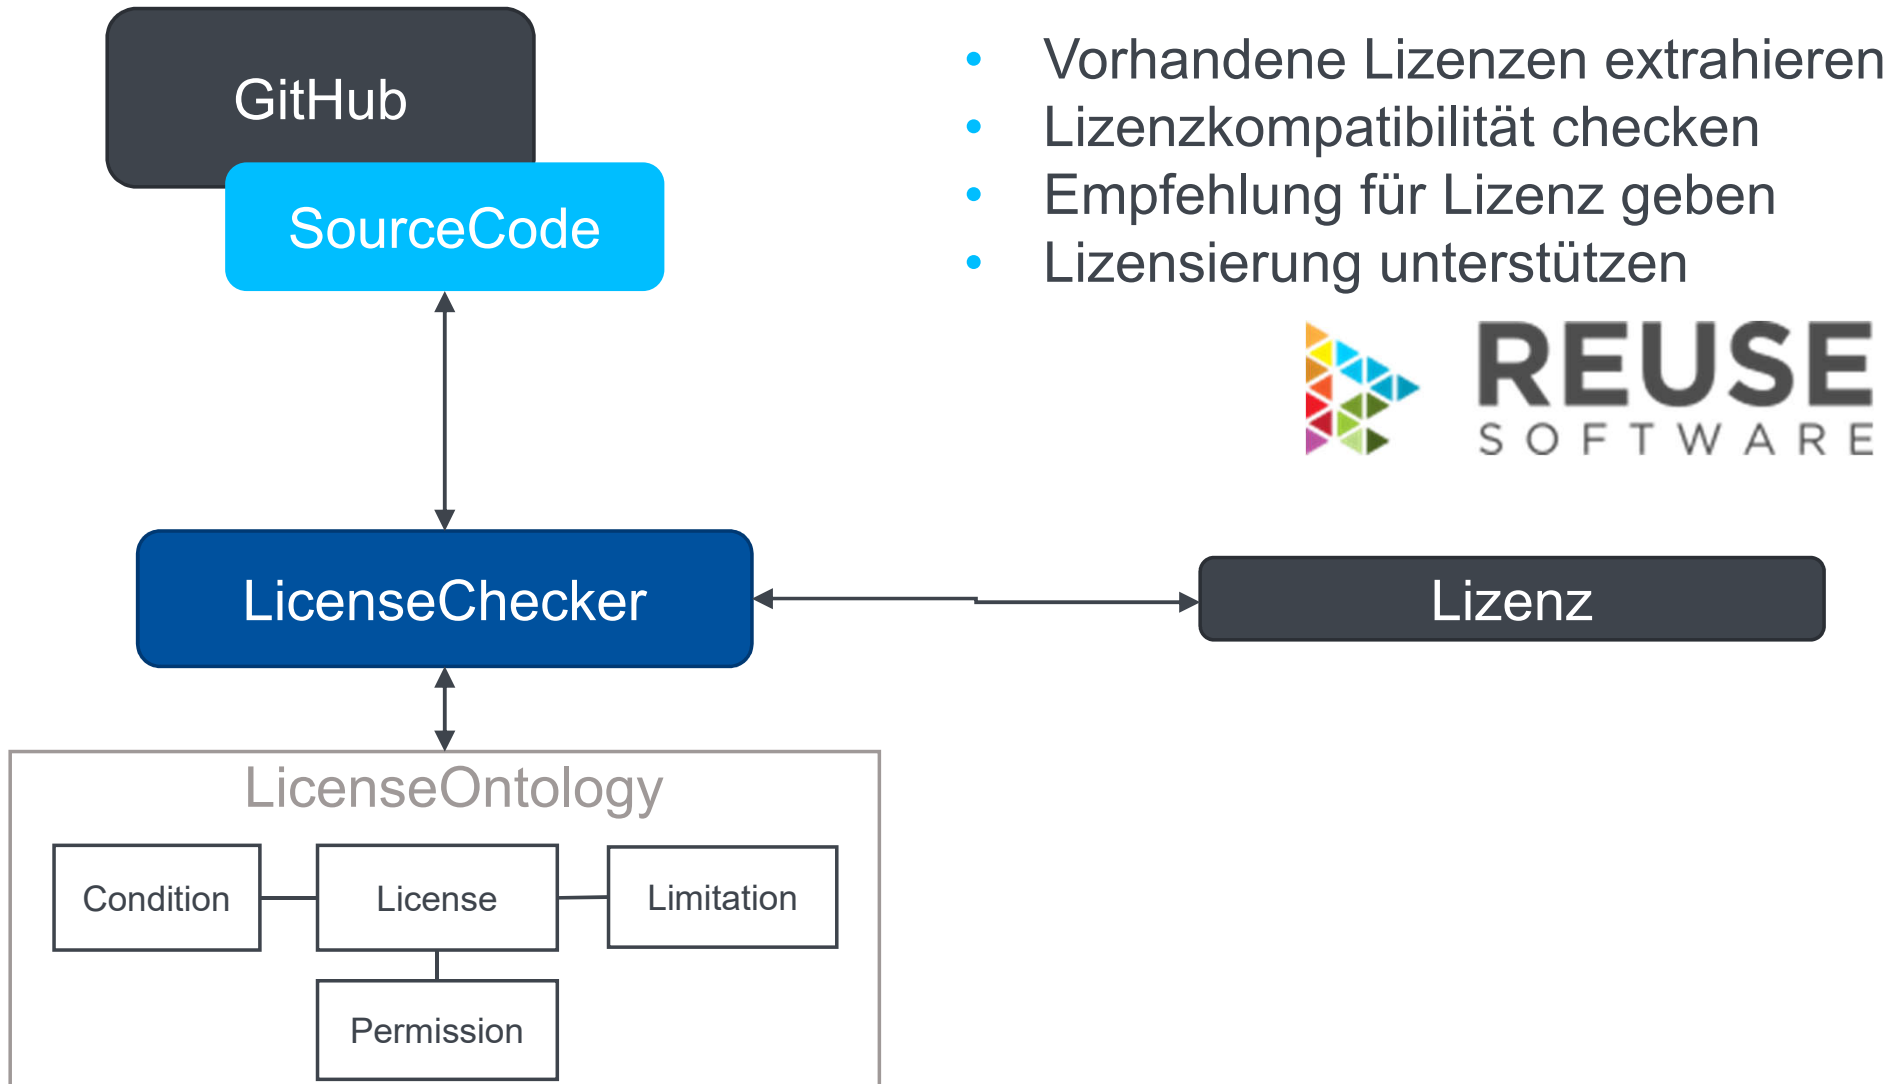 GitHub
SourceCode
• Vorhandene Lizenzen extrahieren
• Lizenzkompatibilität checken
• Empfehlung für Lizenz geben
• Lizensierung unterstützen
REUSE
SOFTWARE
LicenseChecker
Lizenz
LicenseOntology
Condition
License
Limitation
Permission